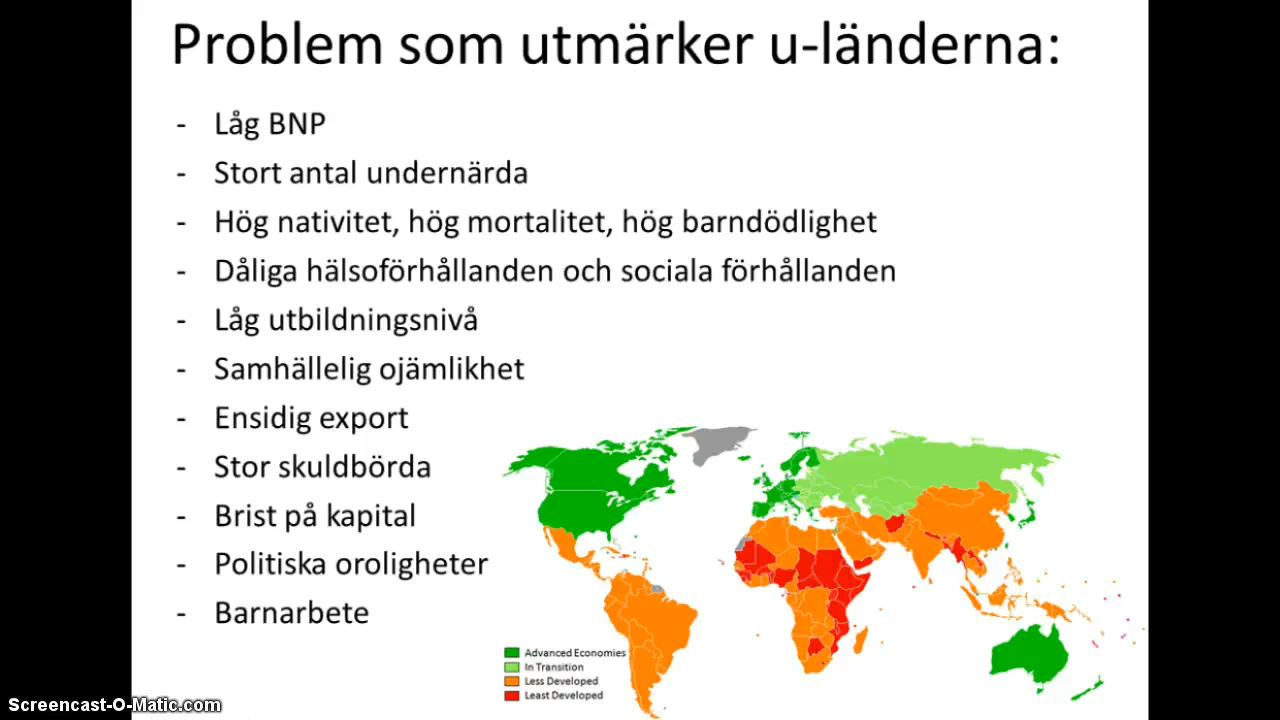 Problem som utmärker u-länderna:
- Låg BNP
- Stort antal undernärda
- Hög nativitet, hög mortalitet, hög barndödlighet
- Dåliga hälsoförhållanden och sociala förhållanden
- Låg utbildningsnivå
- Samhällelig ojämlikhet
- Ensidig export
- Stor skuldbörda
- Brist på kapital
- Politiska oroligheter
- Barnarbete
Advanced Economies
In Transition
Less Developed
Least Developed
Screencast-O-Matic.com